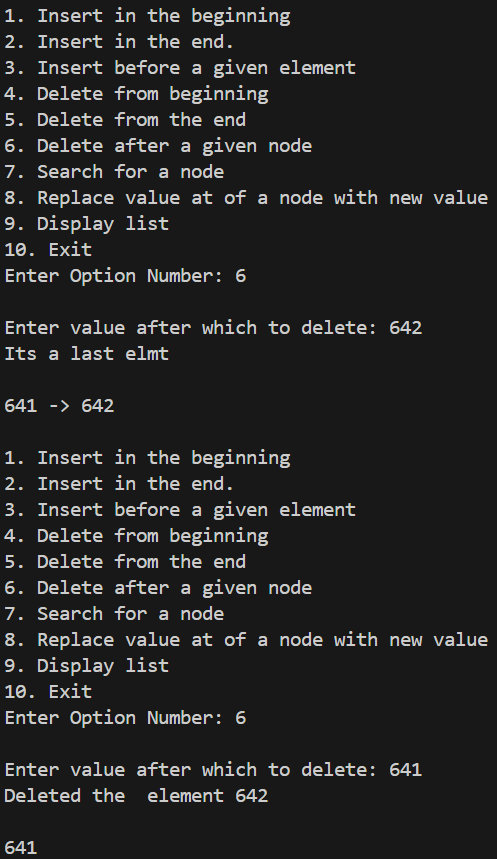 1. Insert in the beginning
2. Insert in the end.
3. Insert before a given element
4. Delete from beginning
5. Delete from the end
6. Delete after a given node
7. Search for a node
8. Replace value at of a node with new value
9. Display list
10. Exit
Enter Option Number: 6
Enter value after which to delete: 642
Its a last elmt
641 -> 642
1. Insert in the beginning
2. Insert in the end.
3. Insert before a given element
4. Delete from beginning
5. Delete from the end
6. Delete after a given node
7. Search for a node
8. Replace value at of a node with new value
9. Display list
10. Exit
Enter Option Number: 6
Enter value after which to delete: 641
Deleted the  element 642
641